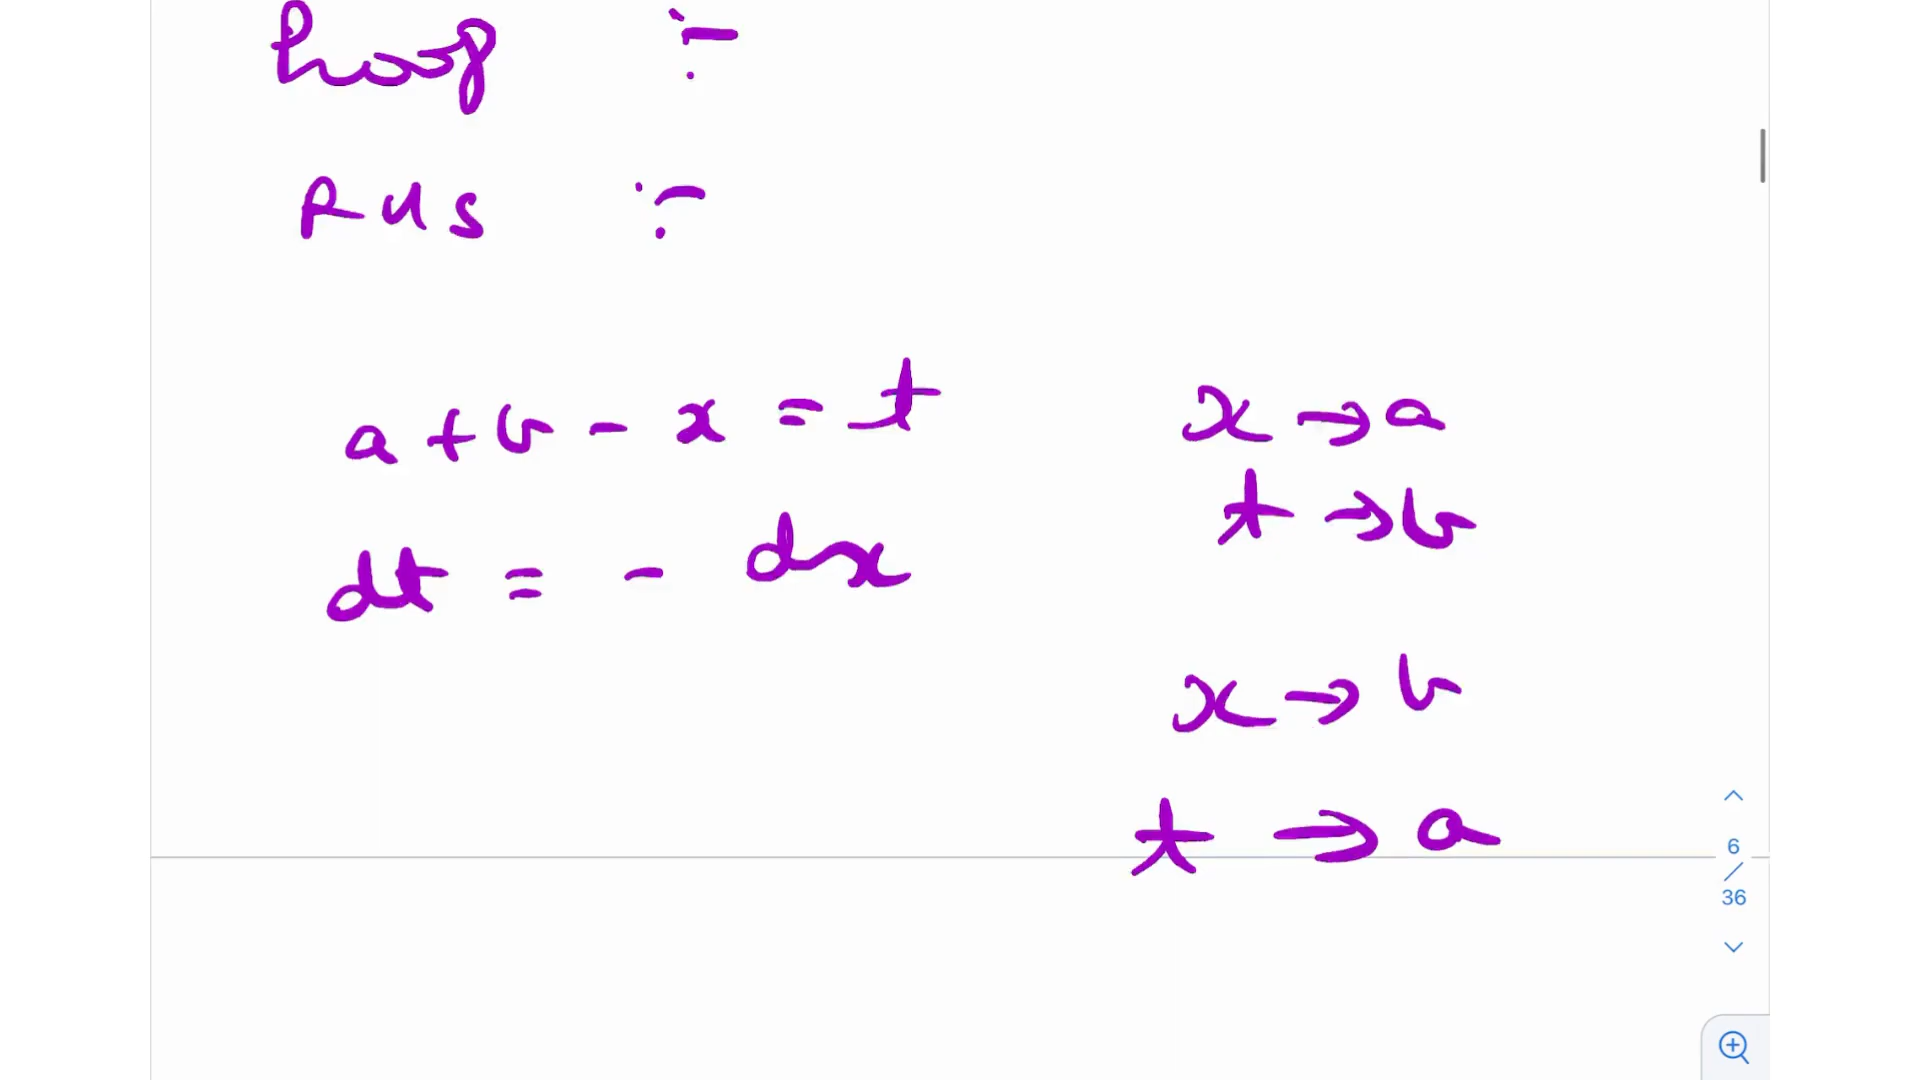 Proof :-
RHS :-
a + b - x = t
x → a
t → b
dt = - dx
x → b
t → a
6
/
36